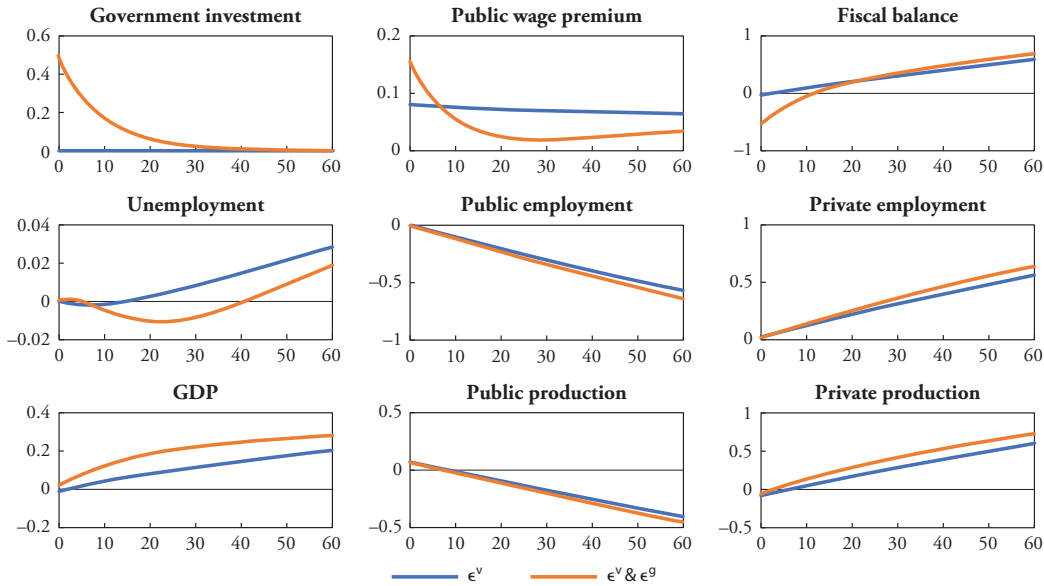 Government investment
0.6
0.4
0.2
0
0 10 20 30 40 50 60
Public wage premium
0.2
0.1
0
0 10 20 30 40 50 60
Fiscal balance
1
0
−1
0 10 20 30 40 50 60
Unemployment
0.04
0.02
0
−0.02
0 10 20 30 40 50 60
Public employment
0
−0.5
−1
0 10 20 30 40 50 60
Private employment
1
0.5
0
0 10 20 30 40 50 60
GDP
0.4
0.2
0
−0.2
0 10 20 30 40 50 60
Public production
0.5
0
−0.5
0 10 20 30 40 50 60
Private production
1
0.5
0
−0.5
0 10 20 30 40 50 60
ϵᵛ
ϵᵛ & ϵᵍ